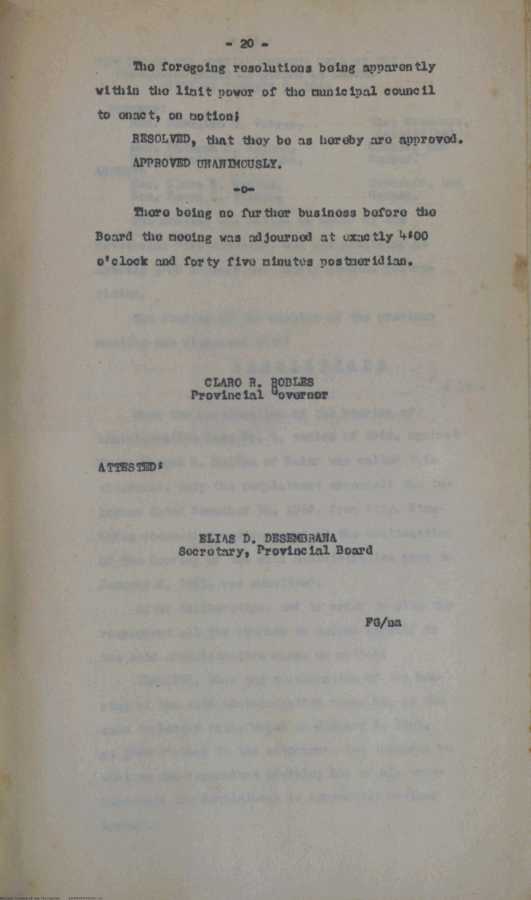 - 20 -
The foregoing resolutions being apparently
within the limit power of the municipal council
to enact, on motion;
RESOLVED, that they be as hereby are approved.
APPROVED UNANIMOUSLY.
-o-
There being no further business before the
Board the meeing was adjourned at exactly 4:00
o'clock and forty five minutes postmeridian.
CLARO R. ROBLES
Provincial Governor
ATTESTED:
ELIAS D. DESEMBRANA
Secretary, Provincial Board
FG/na